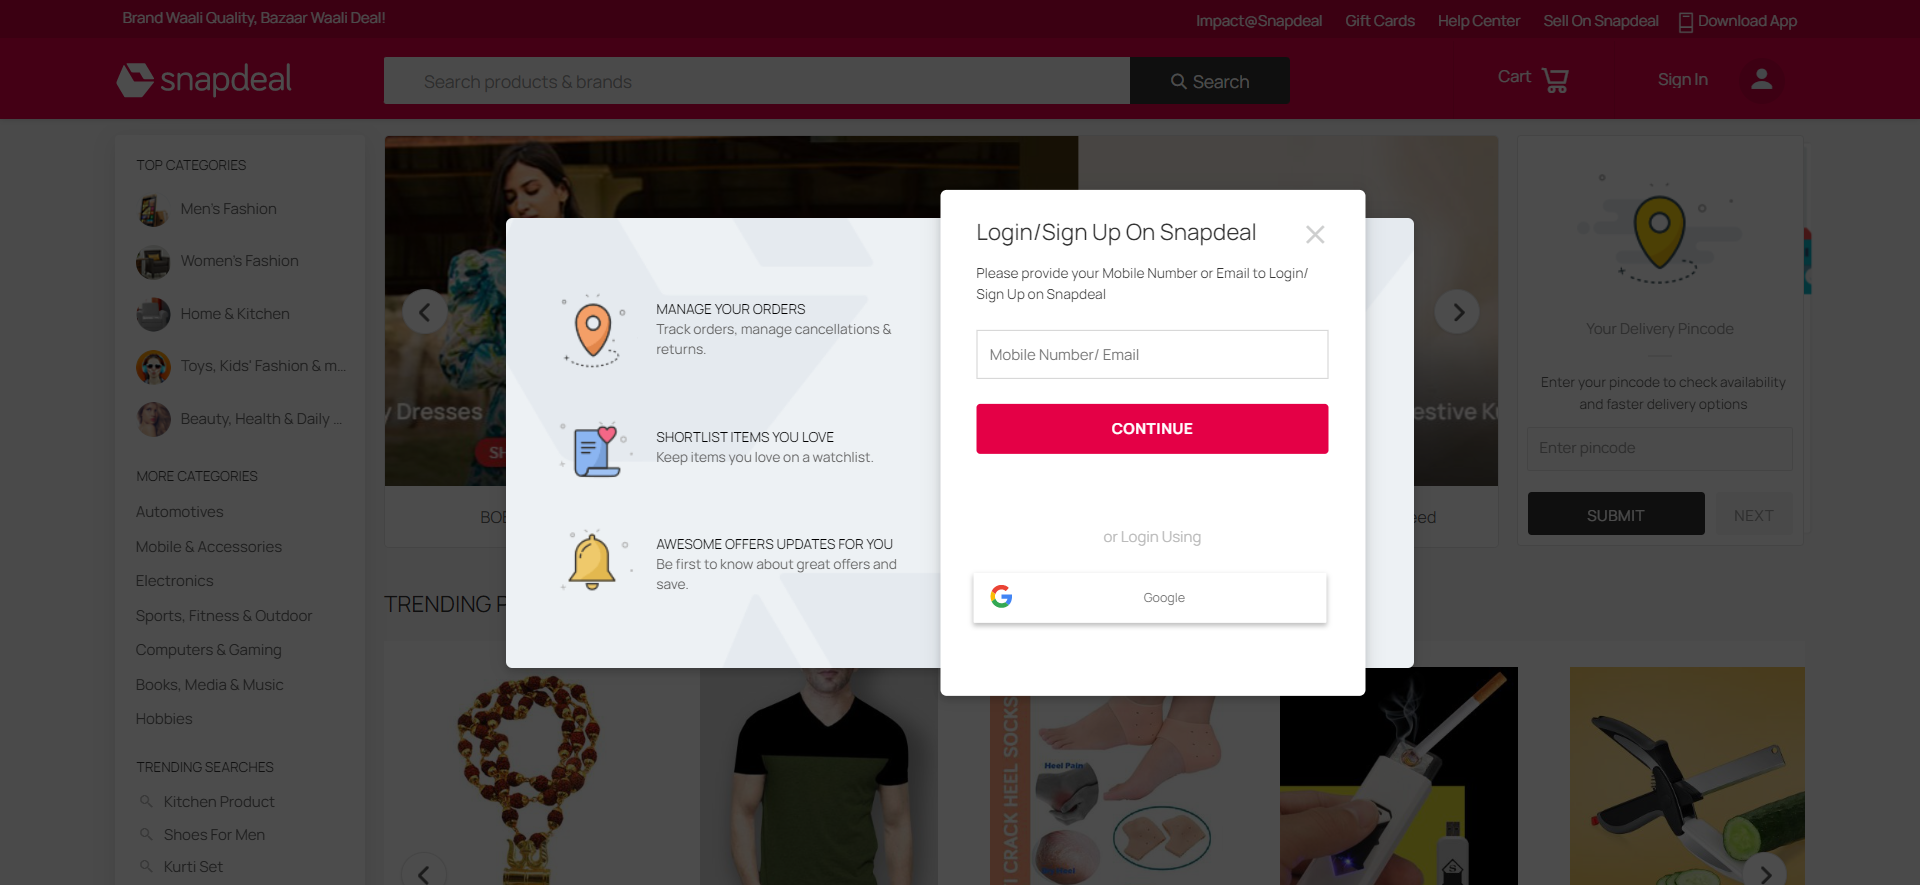 Brand Waali Quality, Bazaar Waali Deal!
Impact@Snapdeal
Gift Cards
Help Center
Sell On Snapdeal
Download App
snapdeal
Search products & brands
Search
Cart
Sign In
TOP CATEGORIES
Men's Fashion
Women's Fashion
Home & Kitchen
Toys, Kids' Fashion & m...
Beauty, Health & Daily ...
MORE CATEGORIES
Automotives
Mobile & Accessories
Electronics
Sports, Fitness & Outdoor
Computers & Gaming
Books, Media & Music
Hobbies
TRENDING SEARCHES
Kitchen Product
Shoes For Men
Kurti Set
y Dresses
SH
TRENDING P
MANAGE YOUR ORDERS
Track orders, manage cancellations &
returns.
SHORTLIST ITEMS YOU LOVE
Keep items you love on a watchlist.
AWESOME OFFERS UPDATES FOR YOU
Be first to know about great offers and
save.
Login/Sign Up On Snapdeal
Please provide your Mobile Number or Email to Login/
Sign Up on Snapdeal
Mobile Number/ Email
CONTINUE
or Login Using
Google
estive K
eed
Your Delivery Pincode
Enter your pincode to check availability
and faster delivery options
Enter pincode
SUBMIT
NEXT
I CRACK HEEL SOCKS
Heel Pain